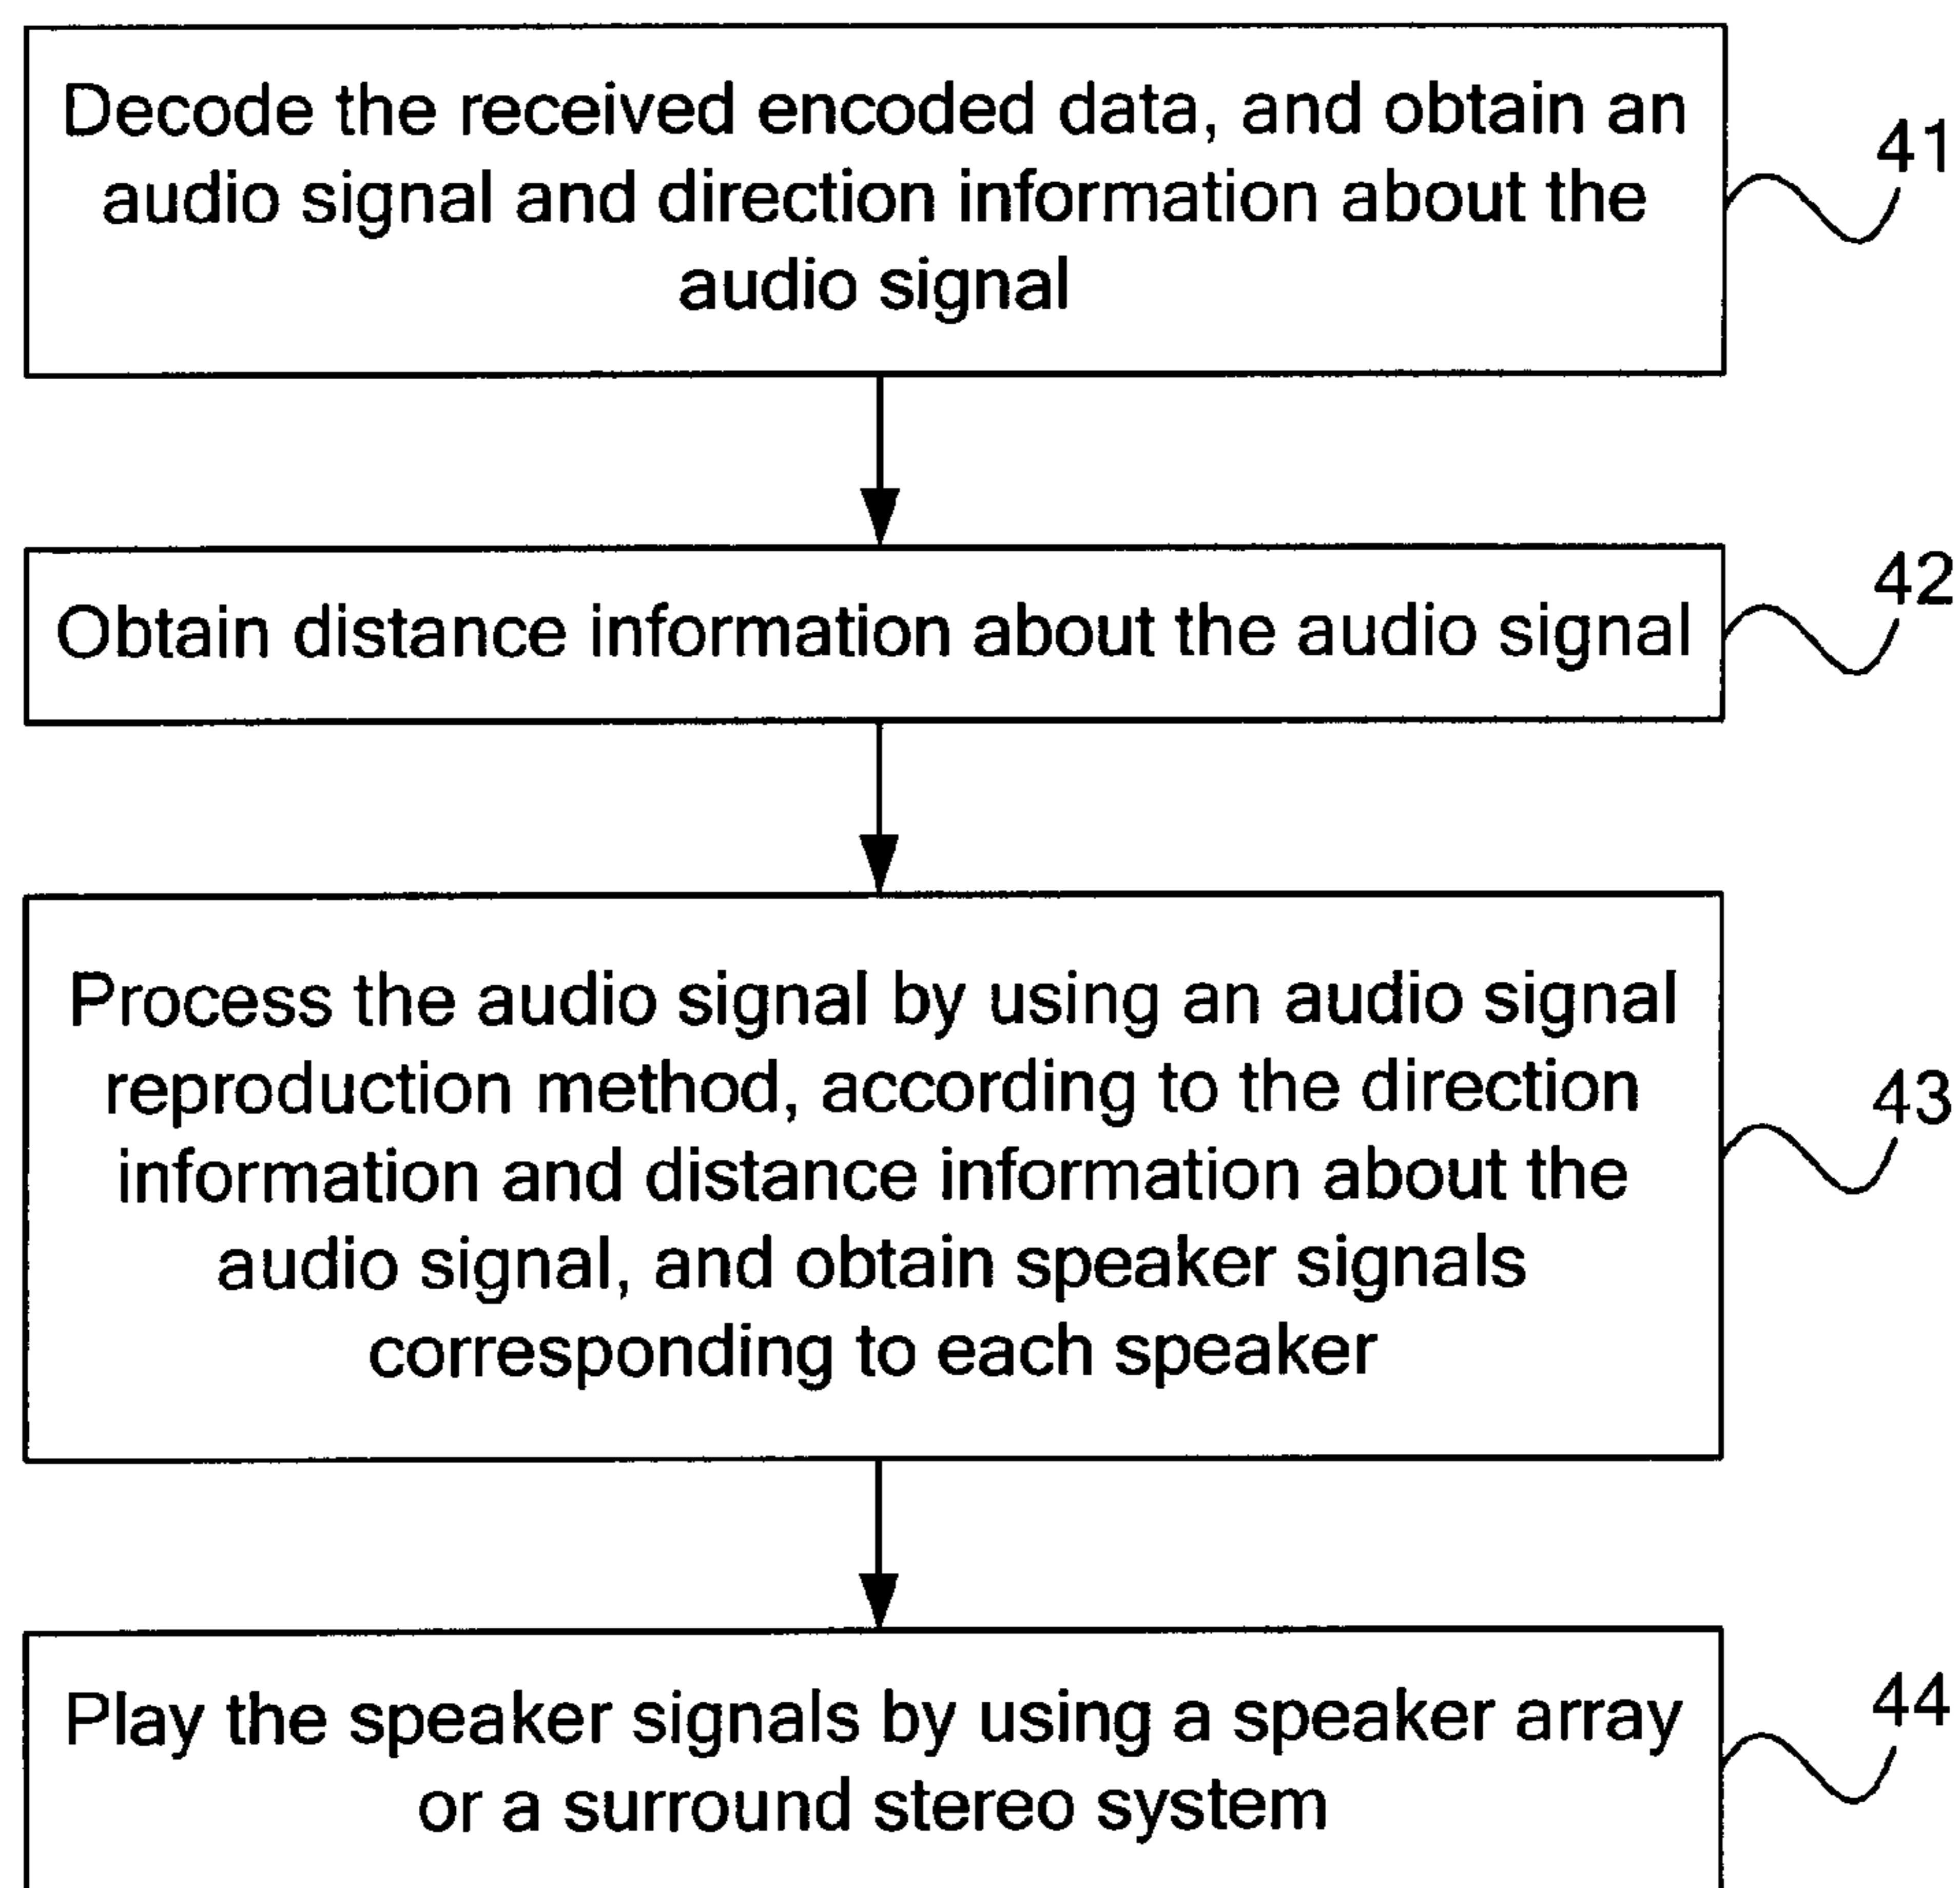 Decode the received encoded data, and obtain an
audio signal and direction information about the
audio signal
41
Obtain distance information about the audio signal
42
Process the audio signal by using an audio signal
reproduction method, according to the direction
information and distance information about the
audio signal, and obtain speaker signals
corresponding to each speaker
43
Play the speaker signals by using a speaker array
or a surround stereo system
44